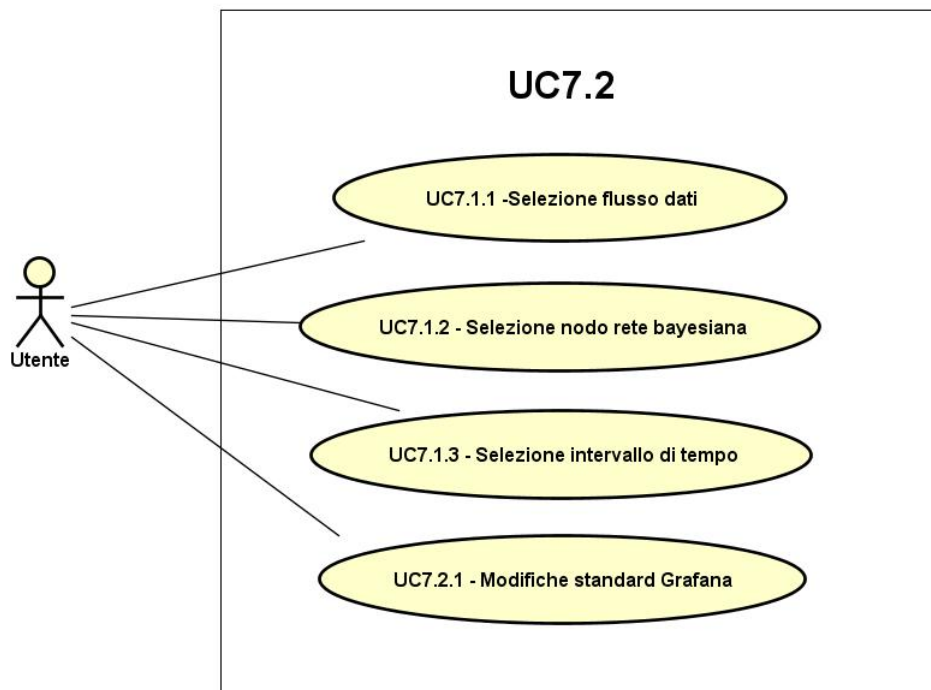 UC7.2
UC7.1.1 -Selezione flusso dati
UC7.1.2 - Selezione nodo rete bayesiana
Utente
UC7.1.3 - Selezione intervallo di tempo
UC7.2.1 - Modifiche standard Grafana